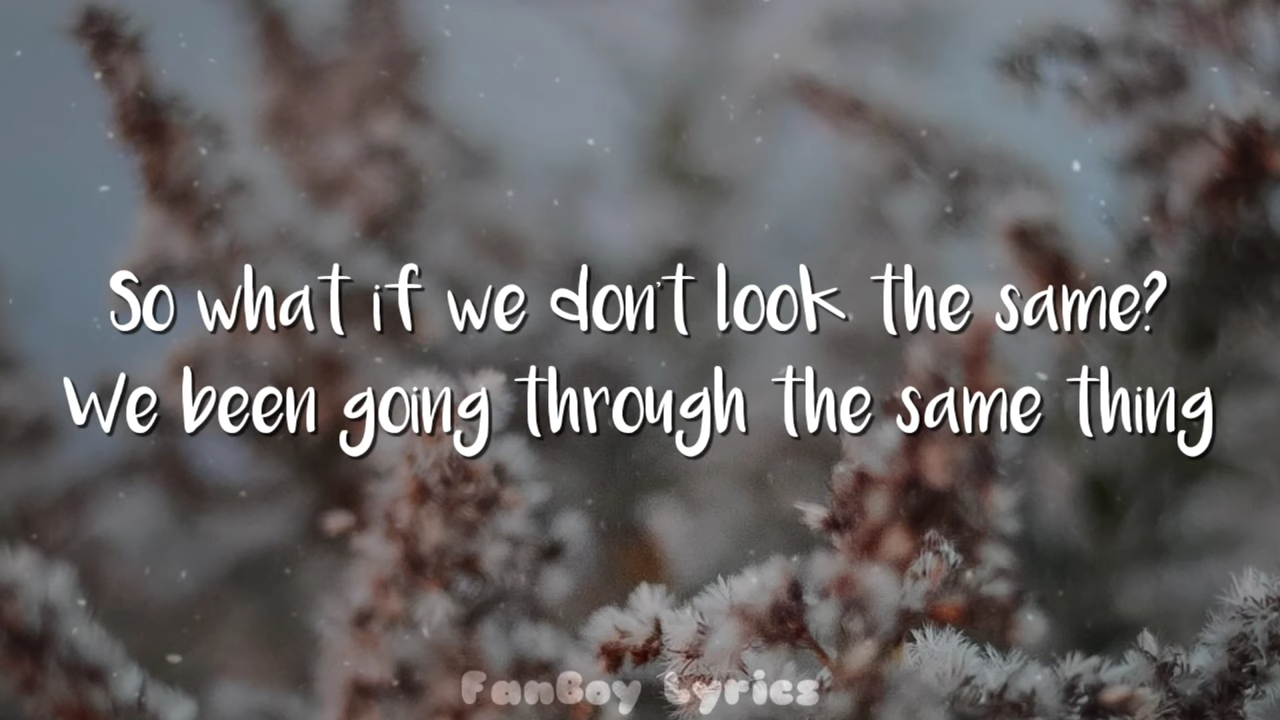 So what if we don't look the same?
We been going through the same thing
FanBoy Lyrics